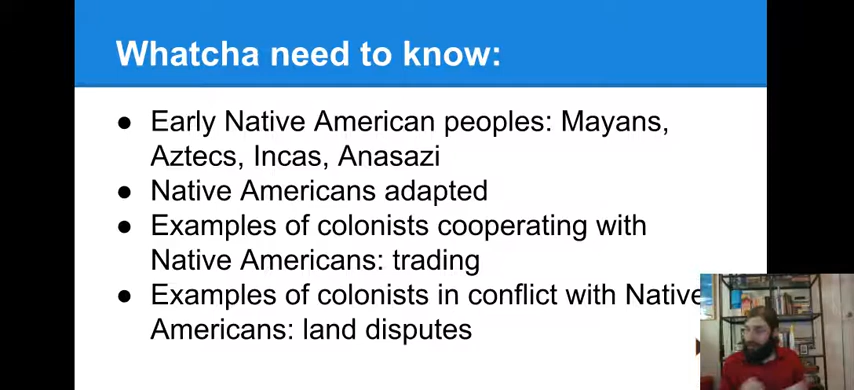 Whatcha need to know:
● Early Native American peoples: Mayans,
Aztecs, Incas, Anasazi
● Native Americans adapted
● Examples of colonists cooperating with
Native Americans: trading
● Examples of colonists in conflict with Native
Americans: land disputes